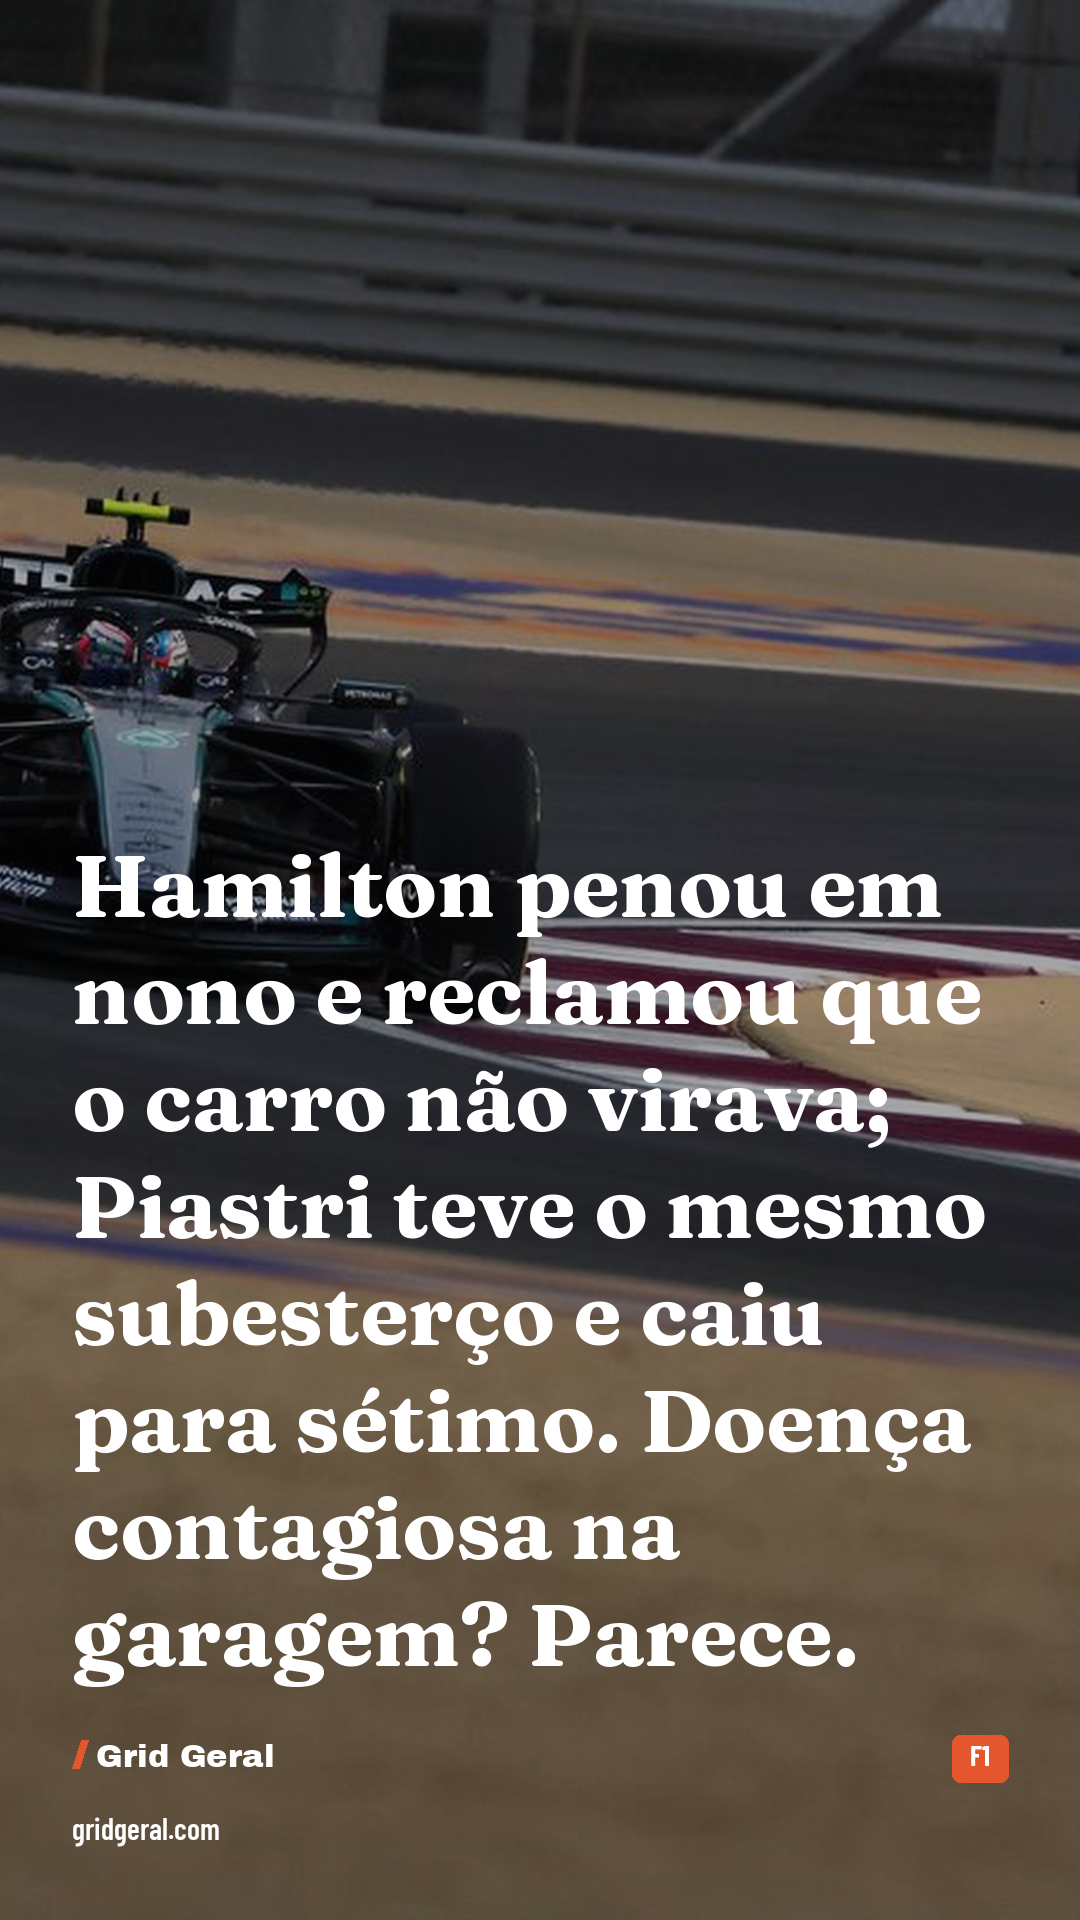 PETRONAS
Hamilton penou em
nono e reclamou que
o carro não virava;
Piastri teve o mesmo
subesterço e caiu
para sétimo. Doença
contagiosa na
garagem? Parece.
/ Grid Geral
F1
gridgeral.com